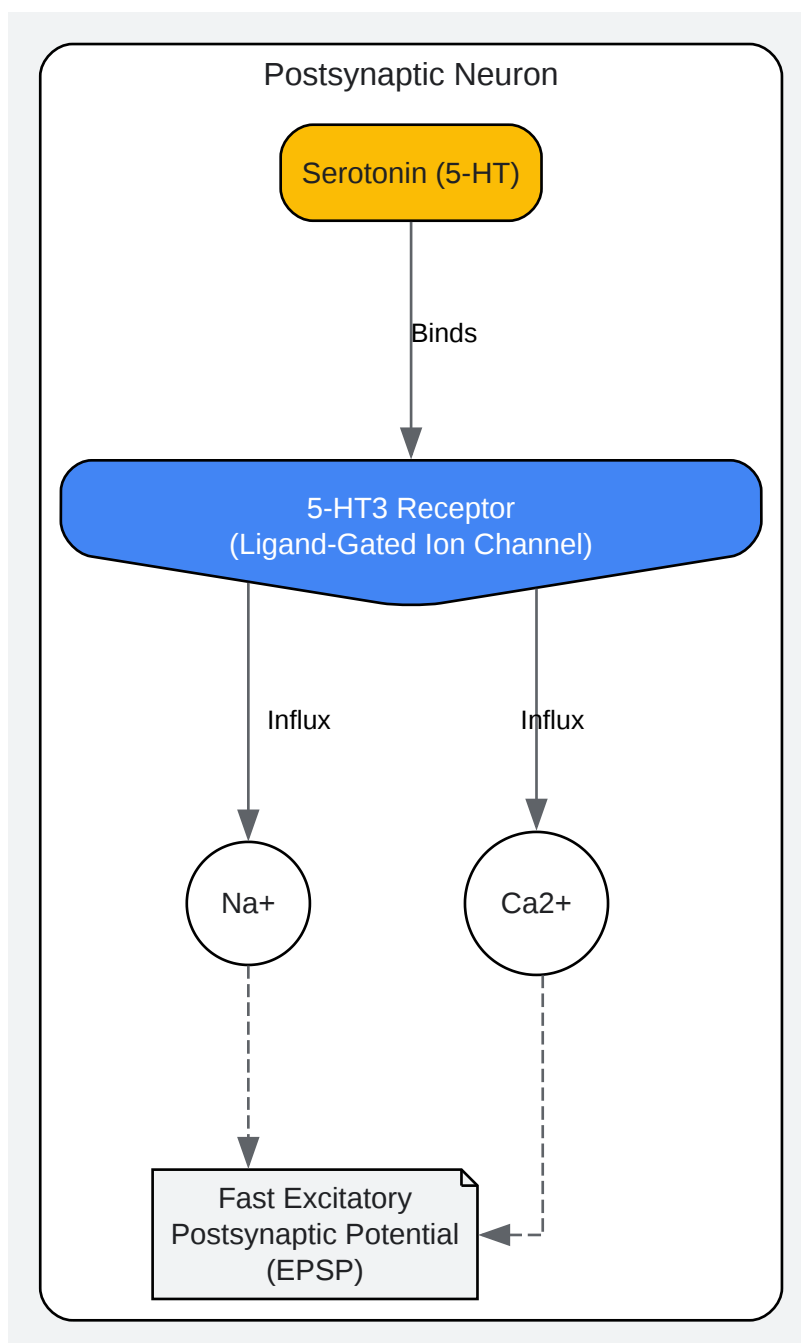 Postsynaptic Neuron
Serotonin (5-HT)
Binds
5-HT3 Receptor
(Ligand-Gated Ion Channel)
Influx
Influx
Na+
Ca2+
Fast Excitatory
Postsynaptic Potential
(EPSP)